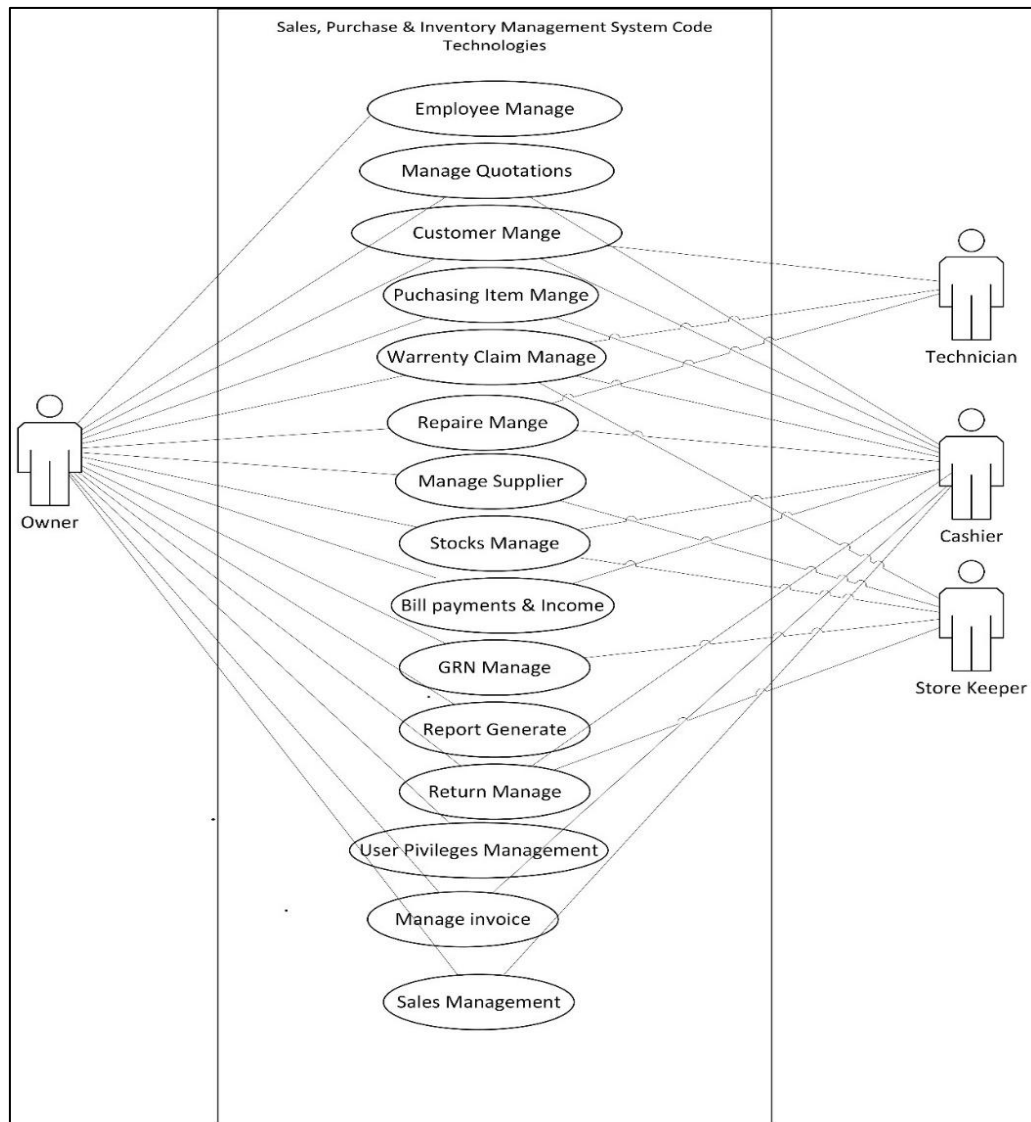 Sales, Purchase & Inventory Management System Code
Technologies
Employee Manage
Manage Quotations
Customer Mange
Puchasing Item Mange
Warrenty Claim Manage
Repaire Mange
Manage Supplier
Stocks Manage
Bill payments & Income
GRN Manage
Report Generate
Return Manage
User Pivileges Management
Manage invoice
Sales Management
Owner
Technician
Cashier
Store Keeper